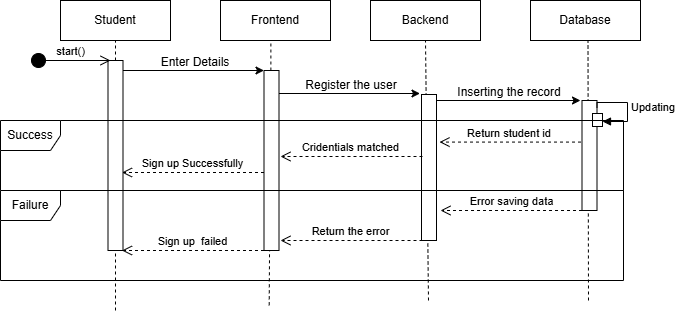 Student
Frontend
Backend
Database
start()
Enter Details
Register the user
Inserting the record
Updating
Success
Return student id
Cridentials matched
Sign up Successfully
Failure
Error saving data
Return the error
Sign up  failed